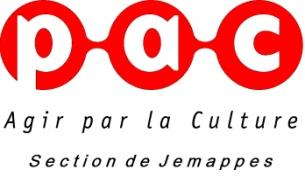 pac
Agir par la Culture
Section de Jemappes